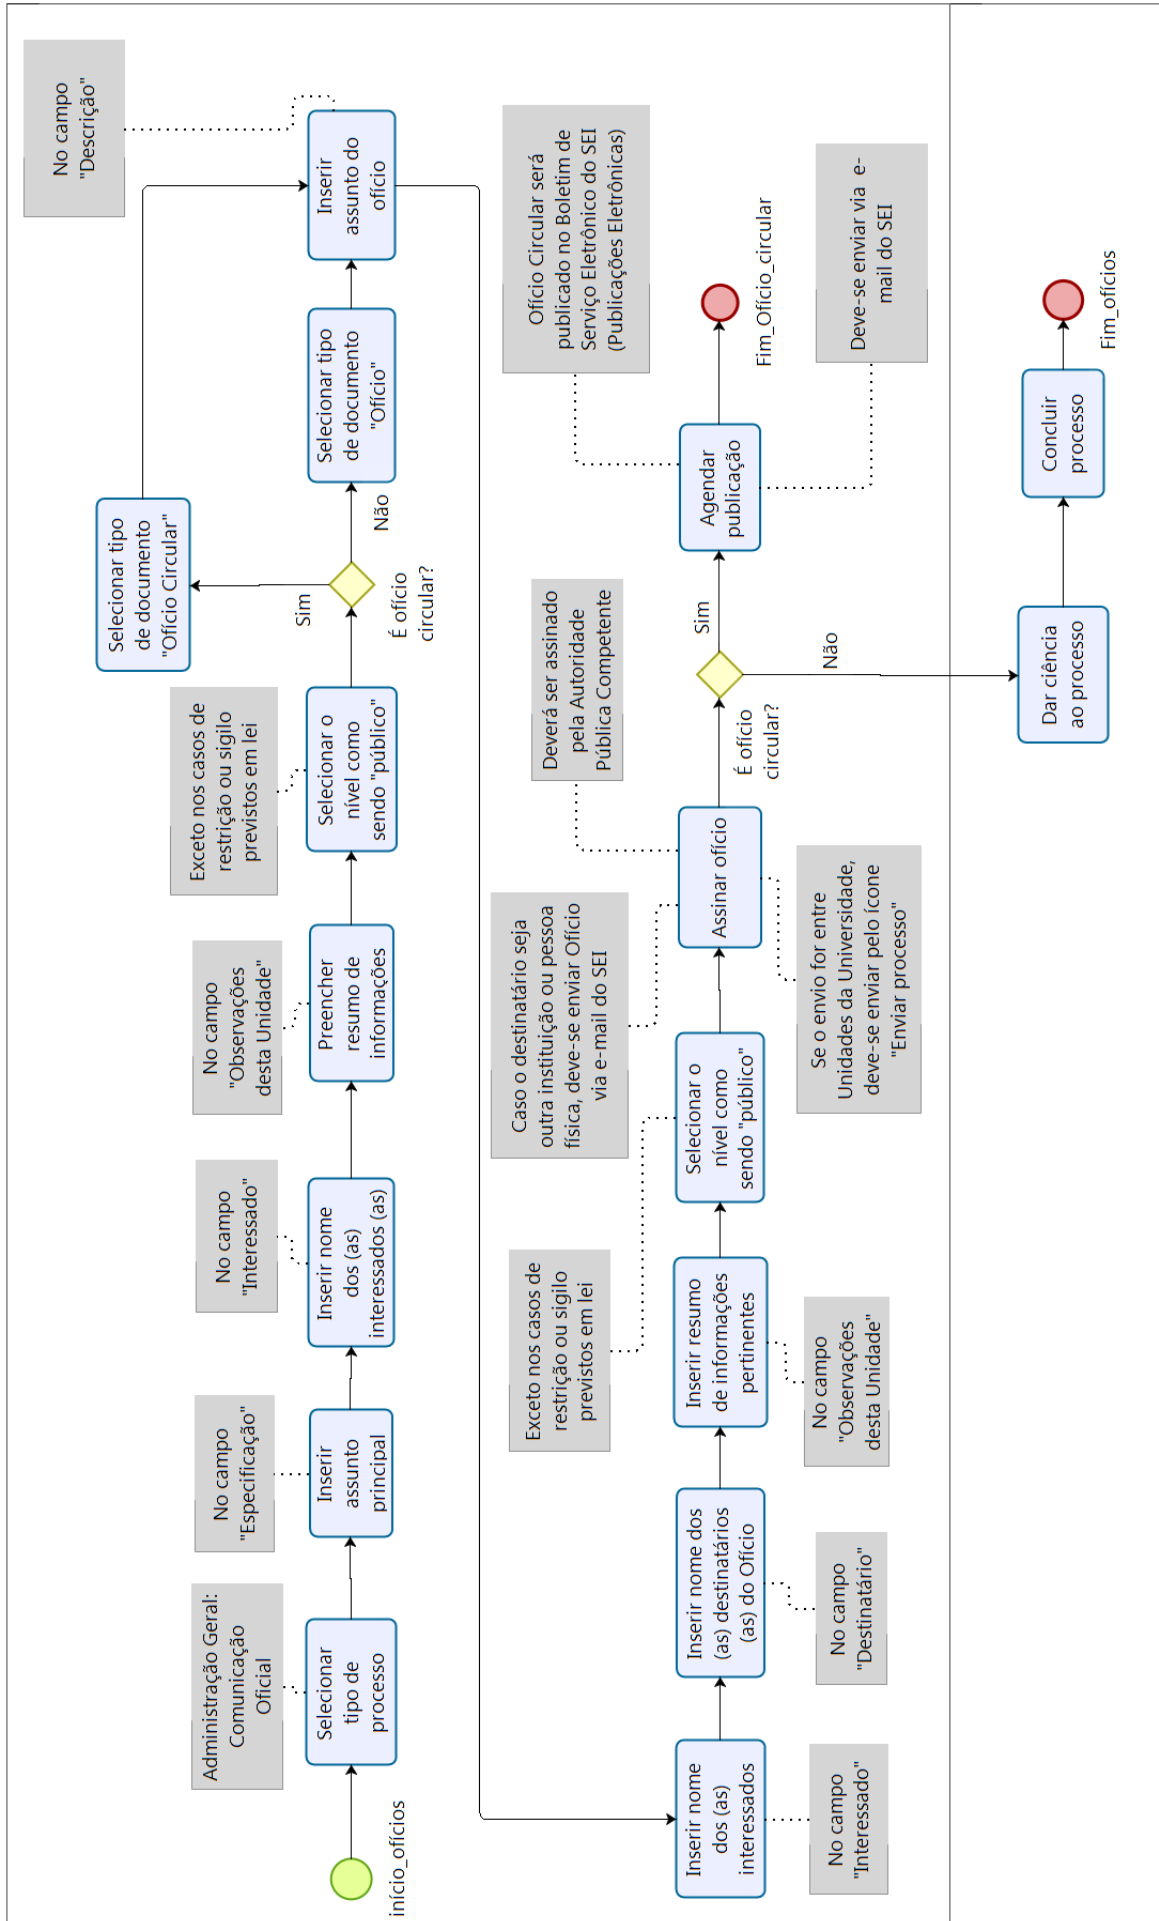 início_ofícios
Administração Geral:
Comunicação
Oficial
Selecionar
tipo de
processo
No campo
"Especificação"
Inserir
assunto
principal
No campo
"Interessado"
Inserir nome
dos (as)
interessados (as)
No campo
"Observações
desta Unidade"
Preencher
resumo de
informações
Exceto nos casos de
restrição ou sigilo
previstos em lei
Selecionar o
nível como
sendo "público"
É ofício
circular?
Sim
Não
Selecionar tipo
de documento
"Ofício Circular"
Selecionar tipo
de documento
"Ofício"
No campo
"Descrição"
Inserir
assunto do
ofício
Inserir nome
dos (as)
interessados
No campo
"Interessado"
Inserir nome dos
(as) destinatários
(as) do Ofício
No campo
"Destinatário"
Inserir resumo
de informações
pertinentes
No campo
"Observações
desta Unidade"
Exceto nos casos de
restrição ou sigilo
previstos em lei
Selecionar o
nível como
sendo "público"
Caso o destinatário seja
outra instituição ou pessoa
física, deve-se enviar Ofício
via e-mail do SEI
Assinar ofício
Deverá ser assinado
pela Autoridade
Pública Competente
Se o envio for entre
Unidades da Universidade,
deve-se enviar pelo ícone
"Enviar processo"
É ofício
circular?
Sim
Não
Ofício Circular será
publicado no Boletim de
Serviço Eletrônico do SEI
(Publicações Eletrônicas)
Agendar
publicação
Deve-se enviar via e-
mail do SEI
Fim_Ofício_circular
Dar ciência
ao processo
Concluir
processo
Fim_ofícios